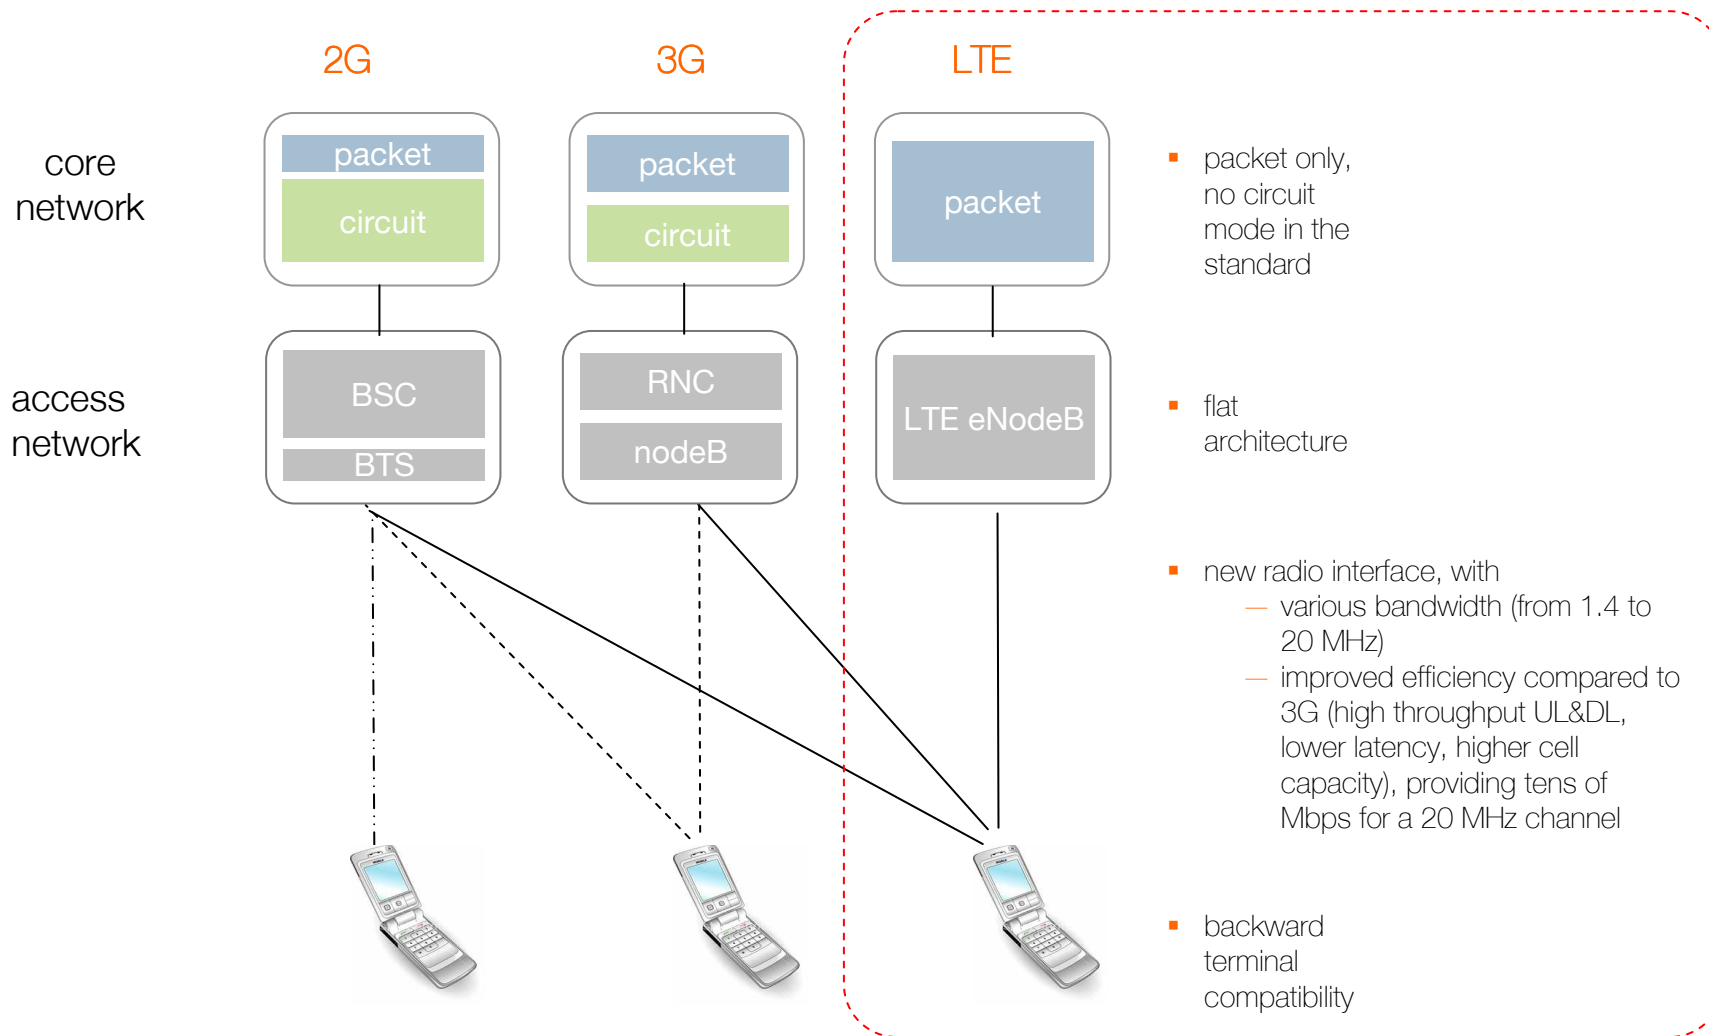 2G
3G
LTE
core
network
packet
circuit
packet
circuit
packet
packet only,
no circuit
mode in the
standard
access
network
BSC
BTS
RNC
nodeB
LTE eNodeB
flat
architecture
new radio interface, with
— various bandwidth (from 1.4 to
20 MHz)
— improved efficiency compared to
3G (high throughput UL&DL,
lower latency, higher cell
capacity), providing tens of
Mbps for a 20 MHz channel
backward
terminal
compatibility